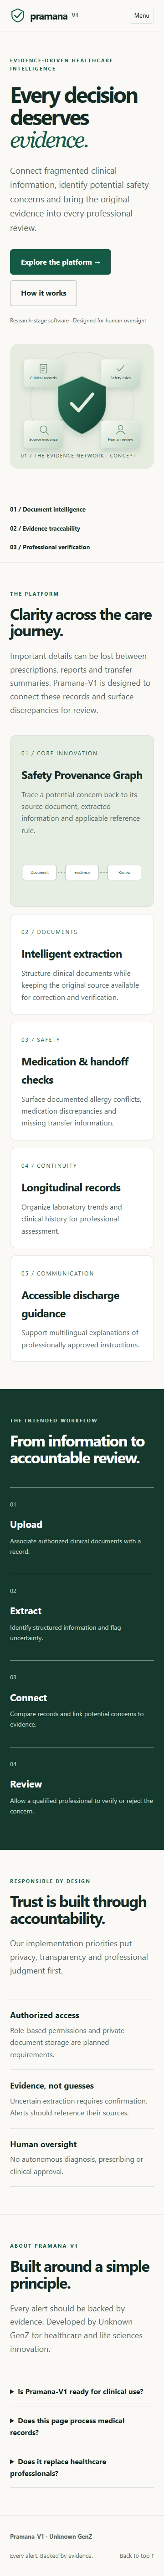 pramana V1
Menu
EVIDENCE-DRIVEN HEALTHCARE
INTELLIGENCE
Every decision
deserves
evidence.
Connect fragmented clinical
information, identify potential safety
concerns and bring the original
evidence into every professional
review.
Explore the platform →
How it works
Research-stage software · Designed for human oversight
Clinical records
Safety rules
Source evidence
Human review
01 / THE EVIDENCE NETWORK · CONCEPT
01 / Document intelligence
02 / Evidence traceability
03 / Professional verification
THE PLATFORM
Clarity across the care
journey.
Important details can be lost between
prescriptions, reports and transfer
summaries. Pramana-V1 is designed to
connect these records and surface
discrepancies for review.
01 / CORE INNOVATION
Safety Provenance Graph
Trace a potential concern back to its
source document, extracted
information and applicable reference
rule.
Document
Evidence
Review
02 / DOCUMENTS
Intelligent extraction
Structure clinical documents while
keeping the original source available
for correction and verification.
03 / SAFETY
Medication & handoff
checks
Surface documented allergy conflicts,
medication discrepancies and
missing transfer information.
04 / CONTINUITY
Longitudinal records
Organize laboratory trends and
clinical history for professional
assessment.
05 / COMMUNICATION
Accessible discharge
guidance
Support multilingual explanations of
professionally approved instructions.
THE INTENDED WORKFLOW
From information to
accountable review.
01
Upload
Associate authorized clinical documents with a
record.
02
Extract
Identify structured information and flag
uncertainty.
03
Connect
Compare records and link potential concerns to
evidence.
04
Review
Allow a qualified professional to verify or reject the
concern.
RESPONSIBLE BY DESIGN
Trust is built through
accountability.
Our implementation priorities put
privacy, transparency and professional
judgment first.
Authorized access
Role-based permissions and private
document storage are planned
requirements.
Evidence, not guesses
Uncertain extraction requires confirmation.
Alerts should reference their sources.
Human oversight
No autonomous diagnosis, prescribing or
clinical approval.
ABOUT PRAMANA-V1
Built around a simple
principle.
Every alert should be backed by
evidence. Developed by Unknown
GenZ for healthcare and life sciences
innovation.
▶ Is Pramana-V1 ready for clinical use?
▶ Does this page process medical
records?
▶ Does it replace healthcare
professionals?
Pramana-V1 · Unknown GenZ
Every alert. Backed by evidence.
Back to top ↑